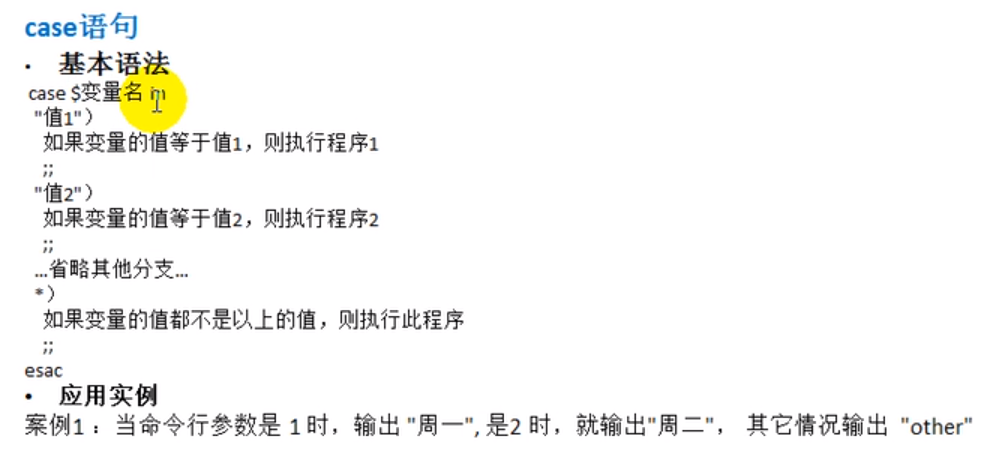 case语句
• 基本语法
case $变量名 in
"值1"）
如果变量的值等于值1，则执行程序1
;;
"值2"）
如果变量的值等于值2，则执行程序2
;;
…省略其他分支…
*）
如果变量的值都不是以上的值，则执行此程序
;;
esac
• 应用实例
案例1 ：当命令行参数是 1 时，输出 "周一", 是2 时，就输出"周二"， 其它情况输出 "other"